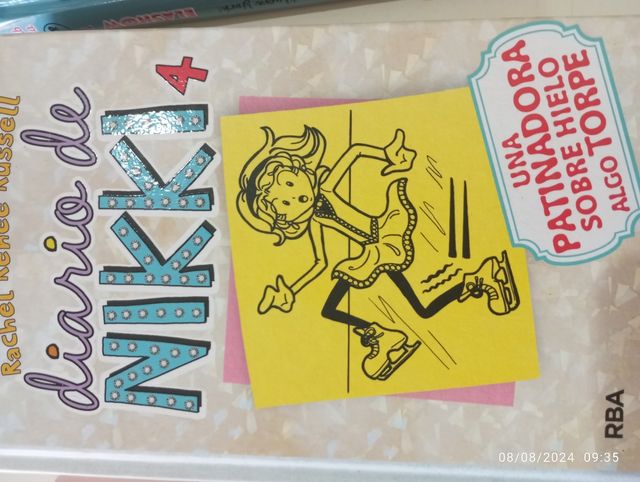 Rachel Renée Russell
diario de
NIKKI 4
UNA
PATINADORA
SOBRE HIELO
ALGO TORPE
RBA
08/08/2024 09:35